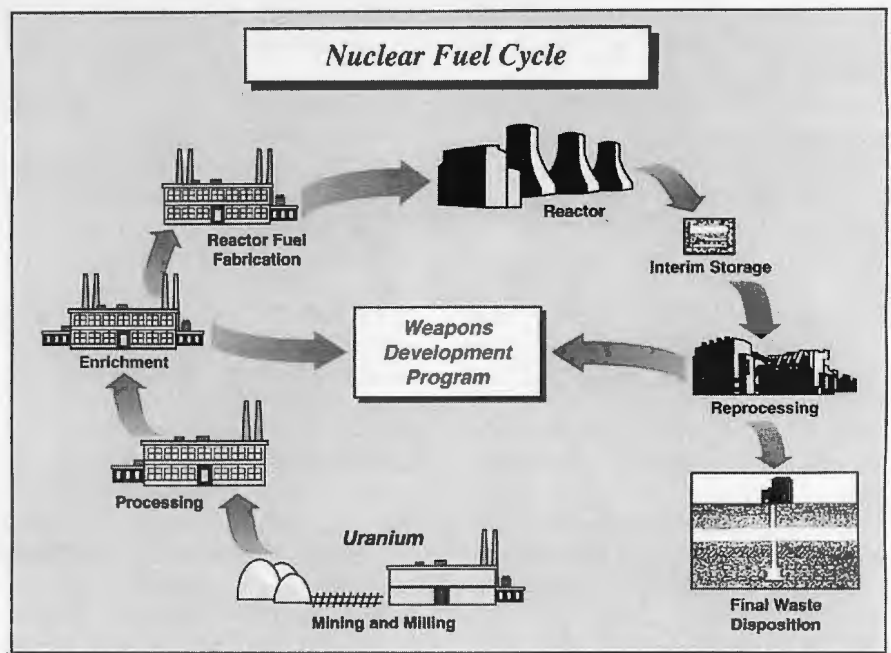 Nuclear Fuel Cycle
Reactor Fuel
Fabrication
Reactor
Interim Storage
Enrichment
Weapons
Development
Program
Reprocessing
Processing
Uranium
Mining and Milling
Final Waste
Disposition